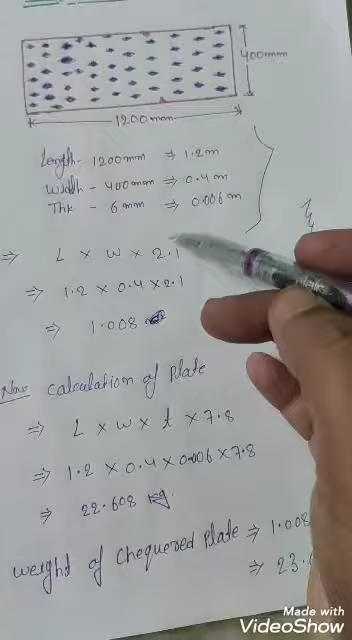 400mm
1200mm
Length - 1200mm ⇒ 1.2m
Width - 400mm ⇒ 0.4m
Thk - 6mm ⇒ 0.006m
⇒ L × W × 2.1
⇒ 1.2 × 0.4 × 2.1
⇒ 1.008
Now Calculation of Plate
⇒ L × W × t × 7.8
⇒ 1.2 × 0.4 × 0.006 × 7.8
⇒ 22.608 kg
Weight of Chequered Plate ⇒ 1.008
⇒ 23.
Made with
VideoShow